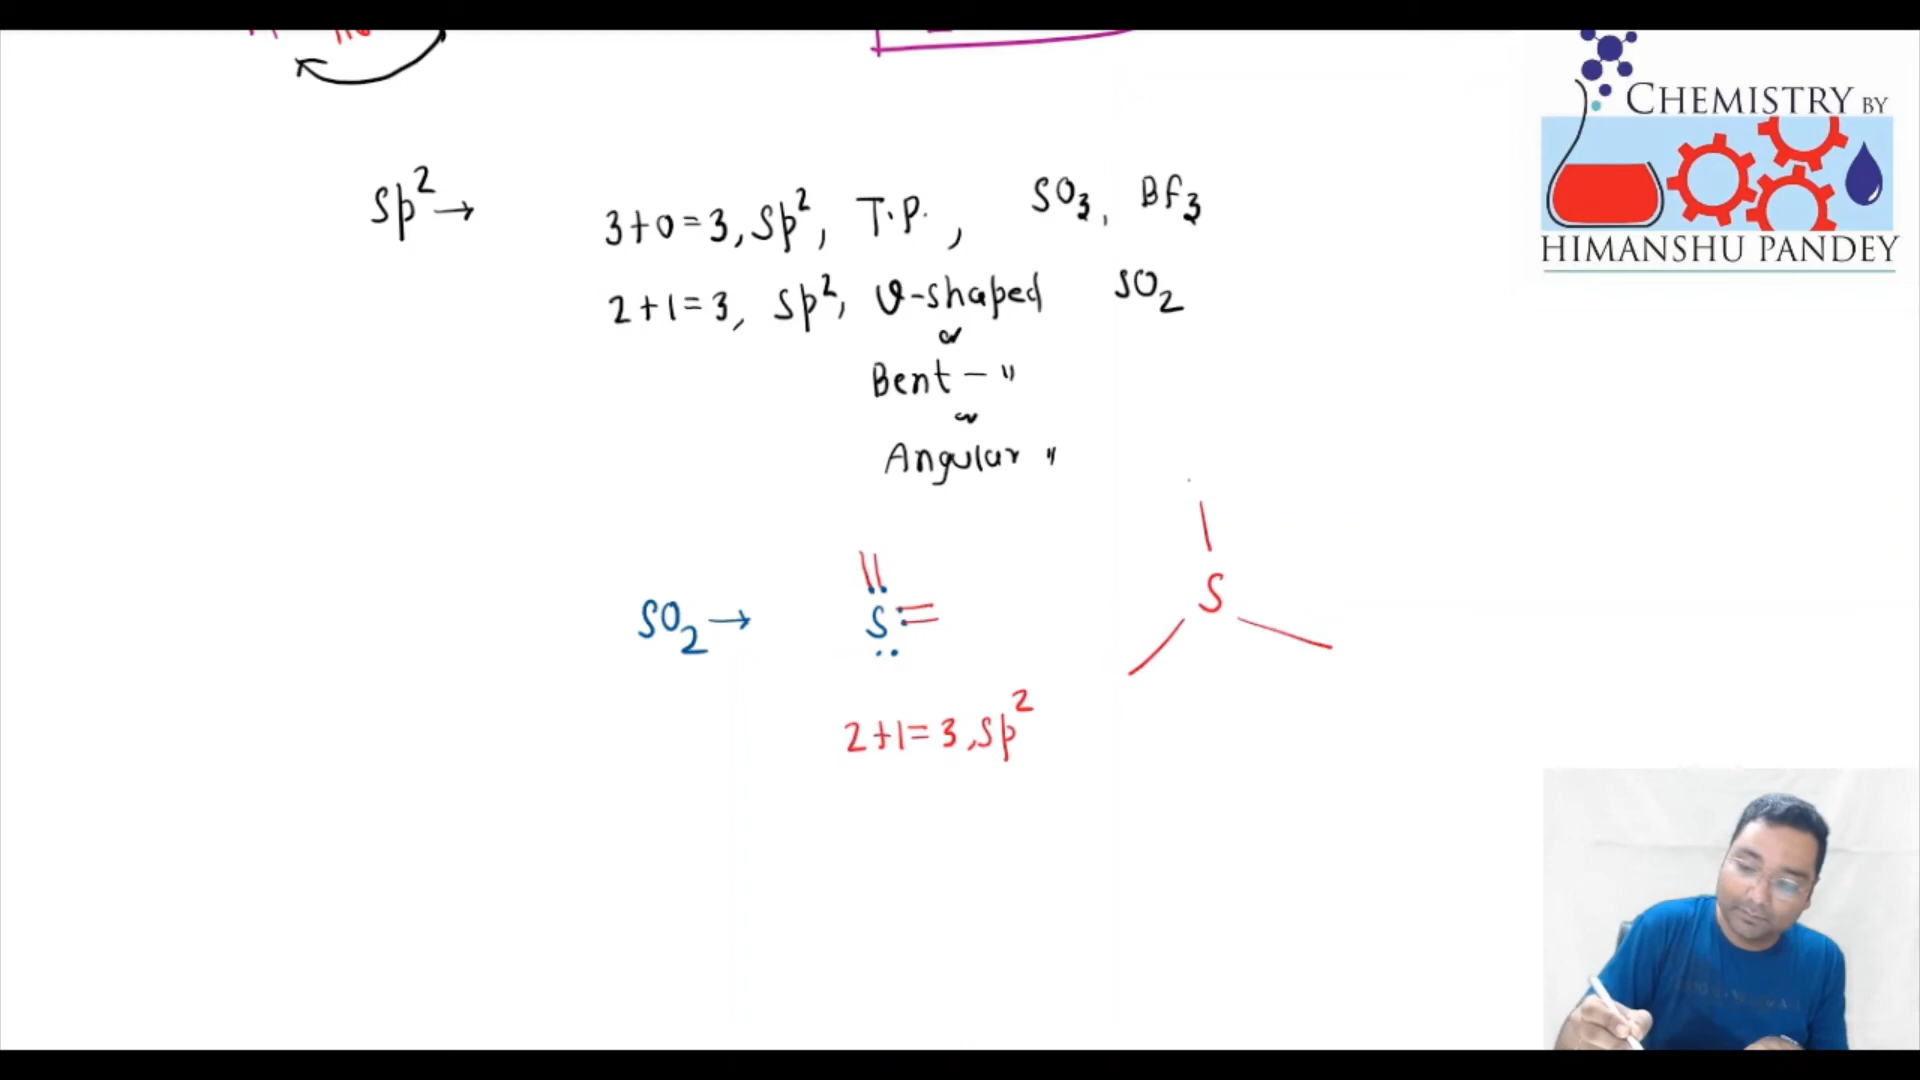 CHEMISTRY BY
HIMANSHU PANDEY
Sp² → 3+0=3, Sp², T.P., SO₃, Bf₃
2+1=3, Sp², V-shaped SO₂
or
Bent – "
or
Angular "
SO₂ → S
S
2+1=3, Sp²